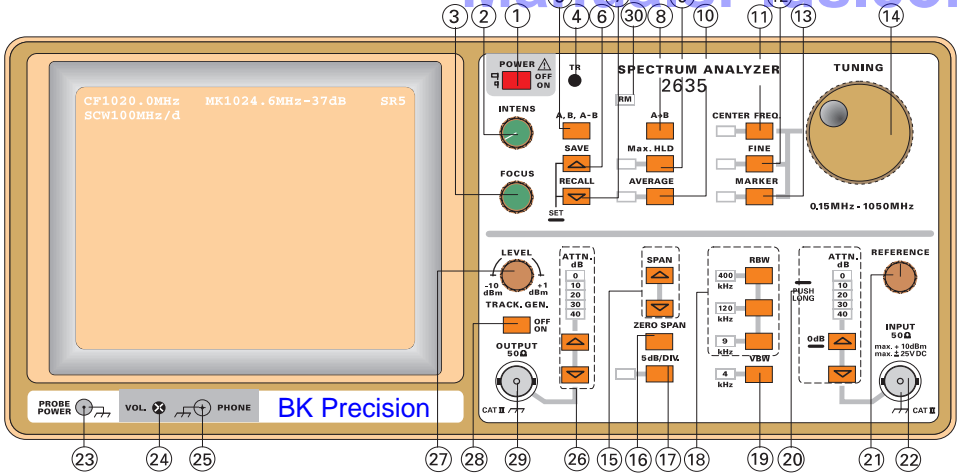 3 2 1 4 6 30 8 10 11 13 14
POWER
OFF
ON
TR
SPECTRUM ANALYZER
2635
TUNING
CF1020.0MHz MK1024.6MHz-37dB SR5
SCW100MHz/d
RM
INTENS
A, B, A-B
A→B
CENTER FREQ.
SAVE
Max. HLD
FINE
FOCUS
RECALL
AVERAGE
MARKER
SET
0.15MHz - 1050MHz
LEVEL
-10 dBm
+1 dBm
ATTN.
dB
0
10
20
30
40
SPAN
400
kHz
RBW
120
kHz
9
kHz
PUSH
LONG
ATTN.
dB
0
10
20
30
40
REFERENCE
TRACK. GEN.
OFF
ON
ZERO SPAN
0dB
INPUT
50Ω
max. + 10dBm
max. ± 25V DC
OUTPUT
50Ω
5dB/DIV.
VBW
4
kHz
CAT II
CAT II
PROBE
POWER
VOL.
PHONE
BK Precision
23 24 25 27 28 29 26 15 16 17 18 19 20 21 22